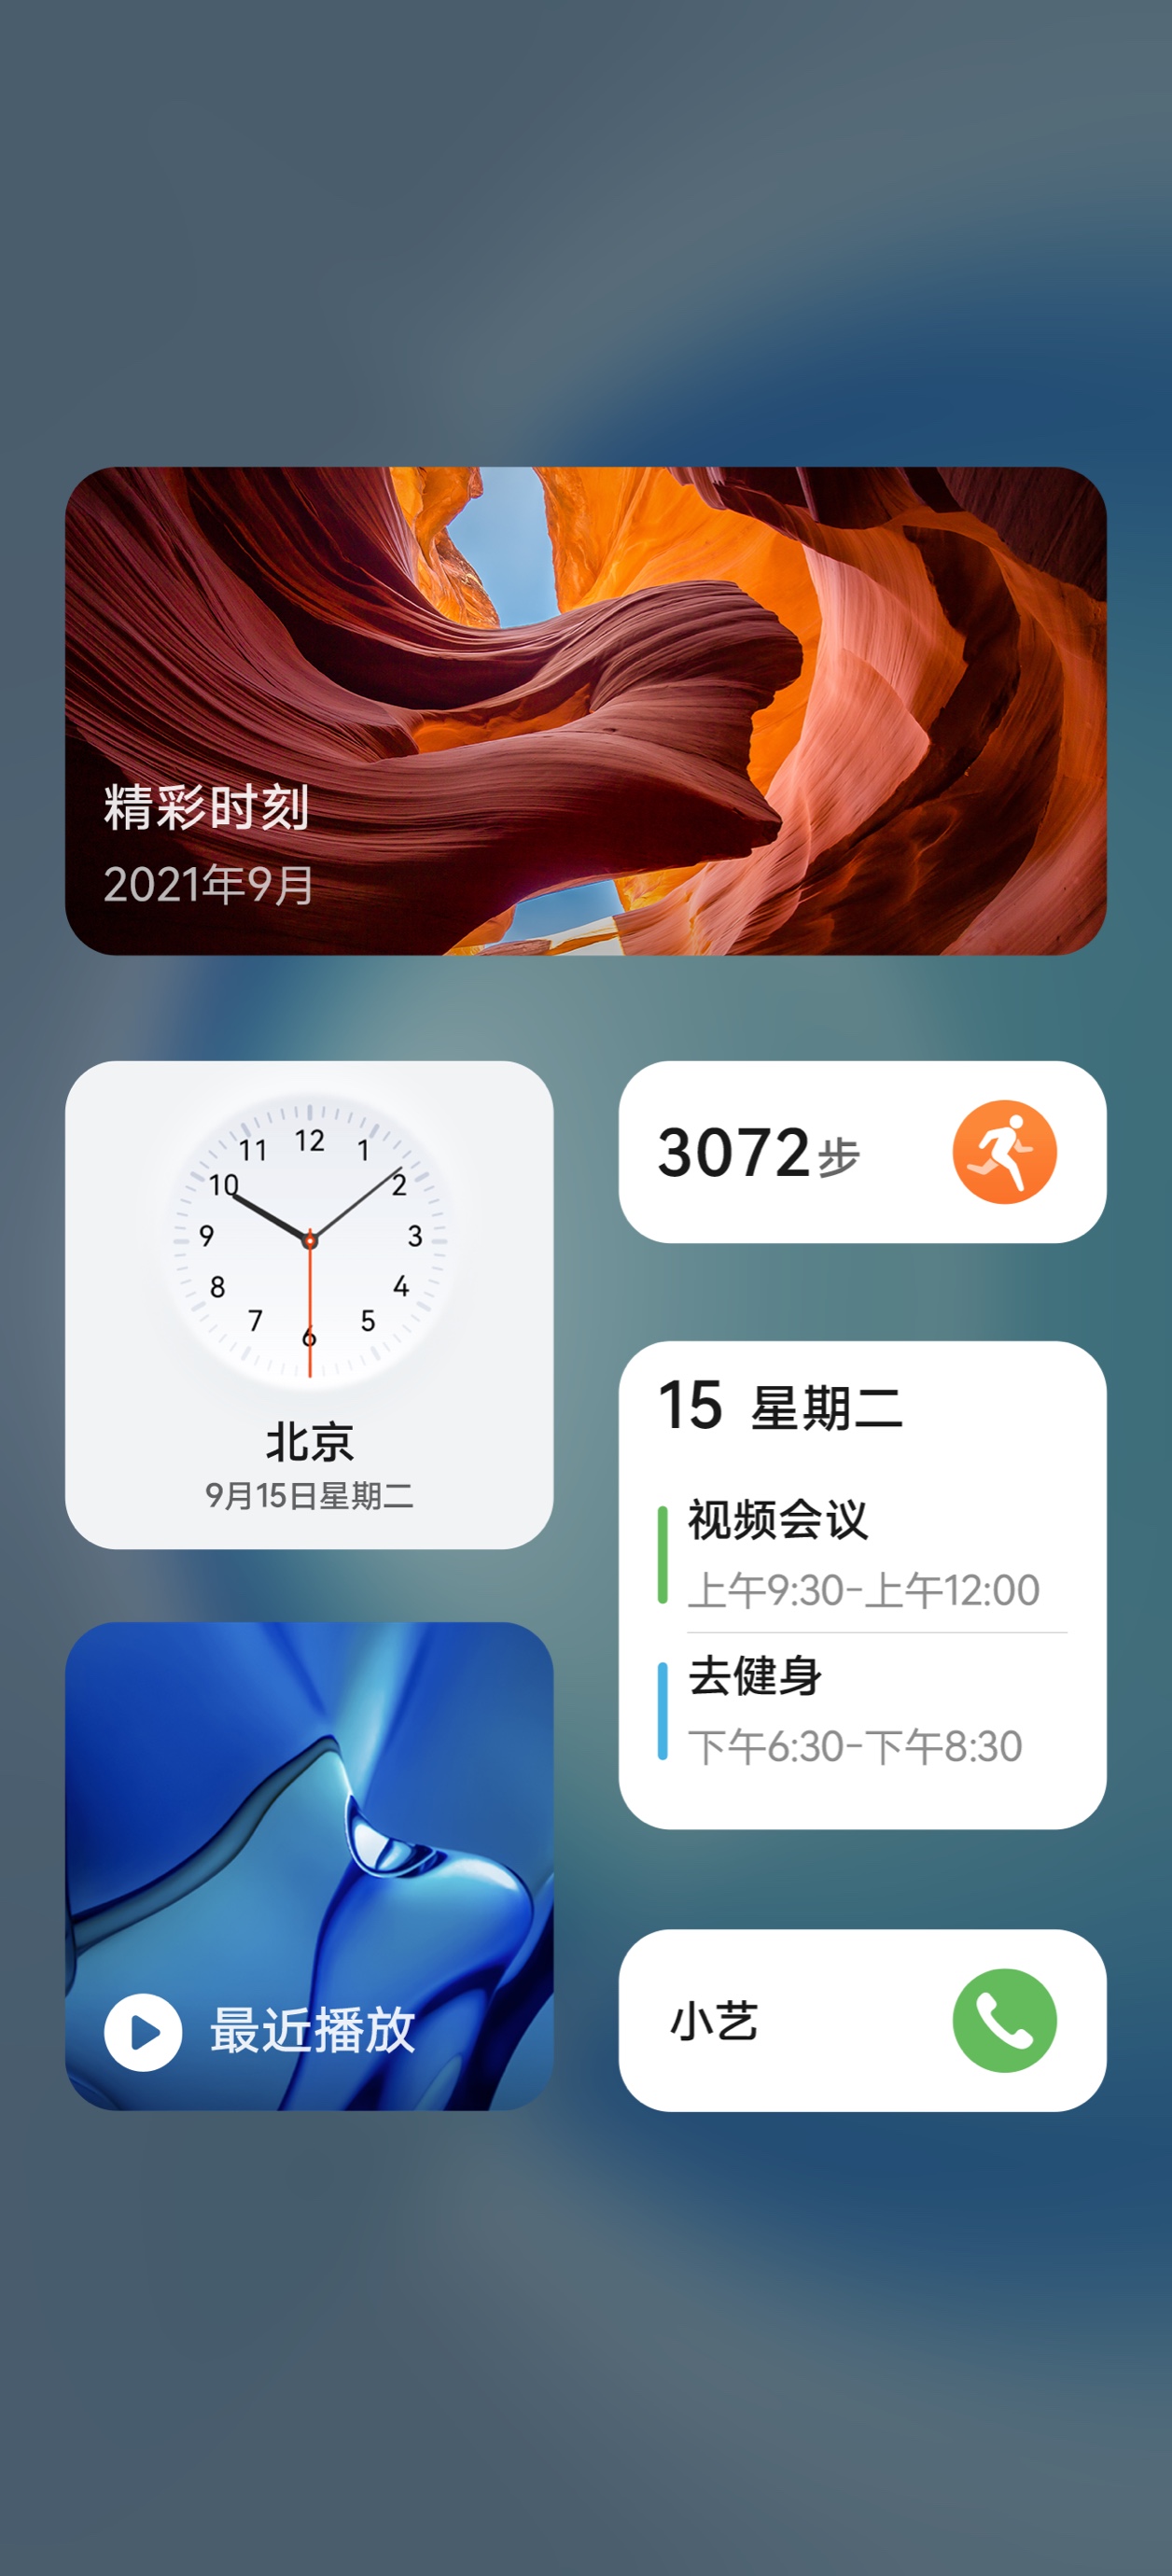 精彩时刻
2021年9月
12
1
2
3
4
5
6
7
8
9
10
11
北京
9月15日星期二
3072步
15 星期二
视频会议
上午9:30-上午12:00
去健身
下午6:30-下午8:30
最近播放
小艺